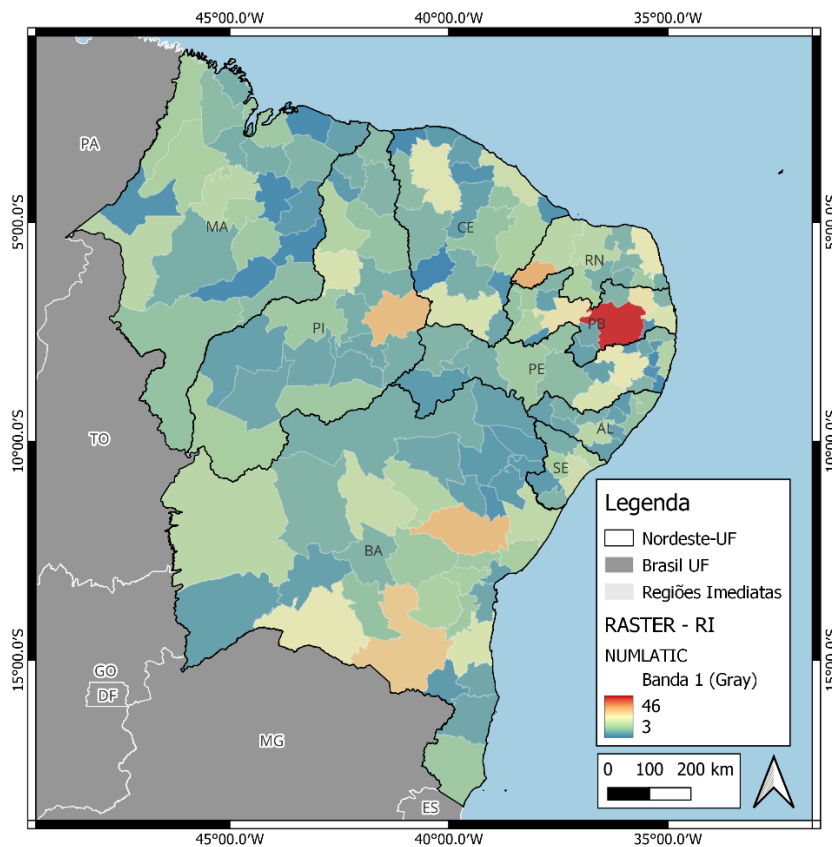 45°00.0'W 40°00.0'W 35°00.0'W
PA
5°00.0'S
MA
CE
5°00.0'S
RN
PI
PB
PE
TO
10°00.0'S
AL
10°00.0'S
SE
BA
Legenda
Nordeste-UF
Brasil UF
Regiões Imediatas
RASTER - RI
NUMLATIC
Banda 1 (Gray)
46
3
15°00.0'S
GO
15°00.0'S
DF
MG
0 100 200 km
ES
45°00.0'W 40°00.0'W 35°00.0'W